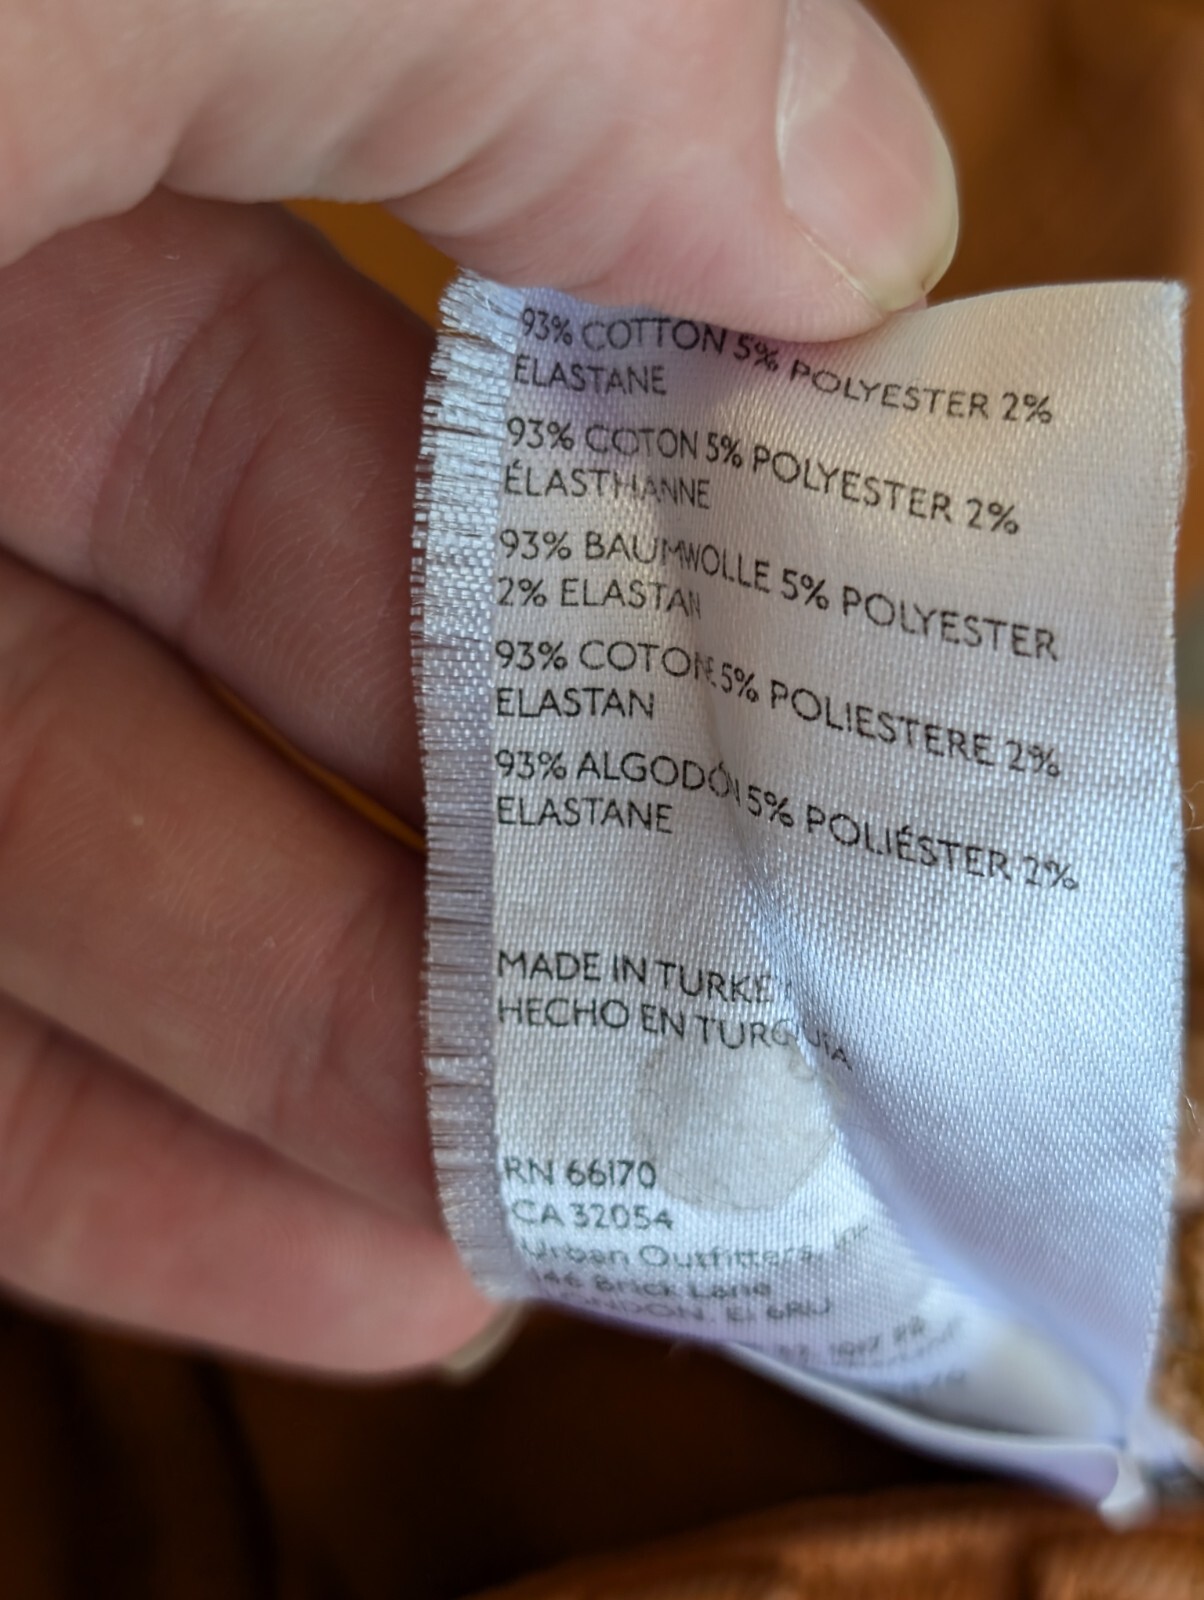 93% COTTON 5% POLYESTER 2%
ELASTANE
93% COTON 5% POLYESTER 2%
ÉLASTHANNE
93% BAUMWOLLE 5% POLYESTER
2% ELASTAN
93% COTONE 5% POLIESTERE 2%
ELASTAN
93% ALGODÓN 5% POLIÉSTER 2%
ELASTANE
MADE IN TURKEY
HECHO EN TURQUIA
RN 66170
CA 32054
Urban Outfitters
Brick Lane
LONDON. E1 6RU